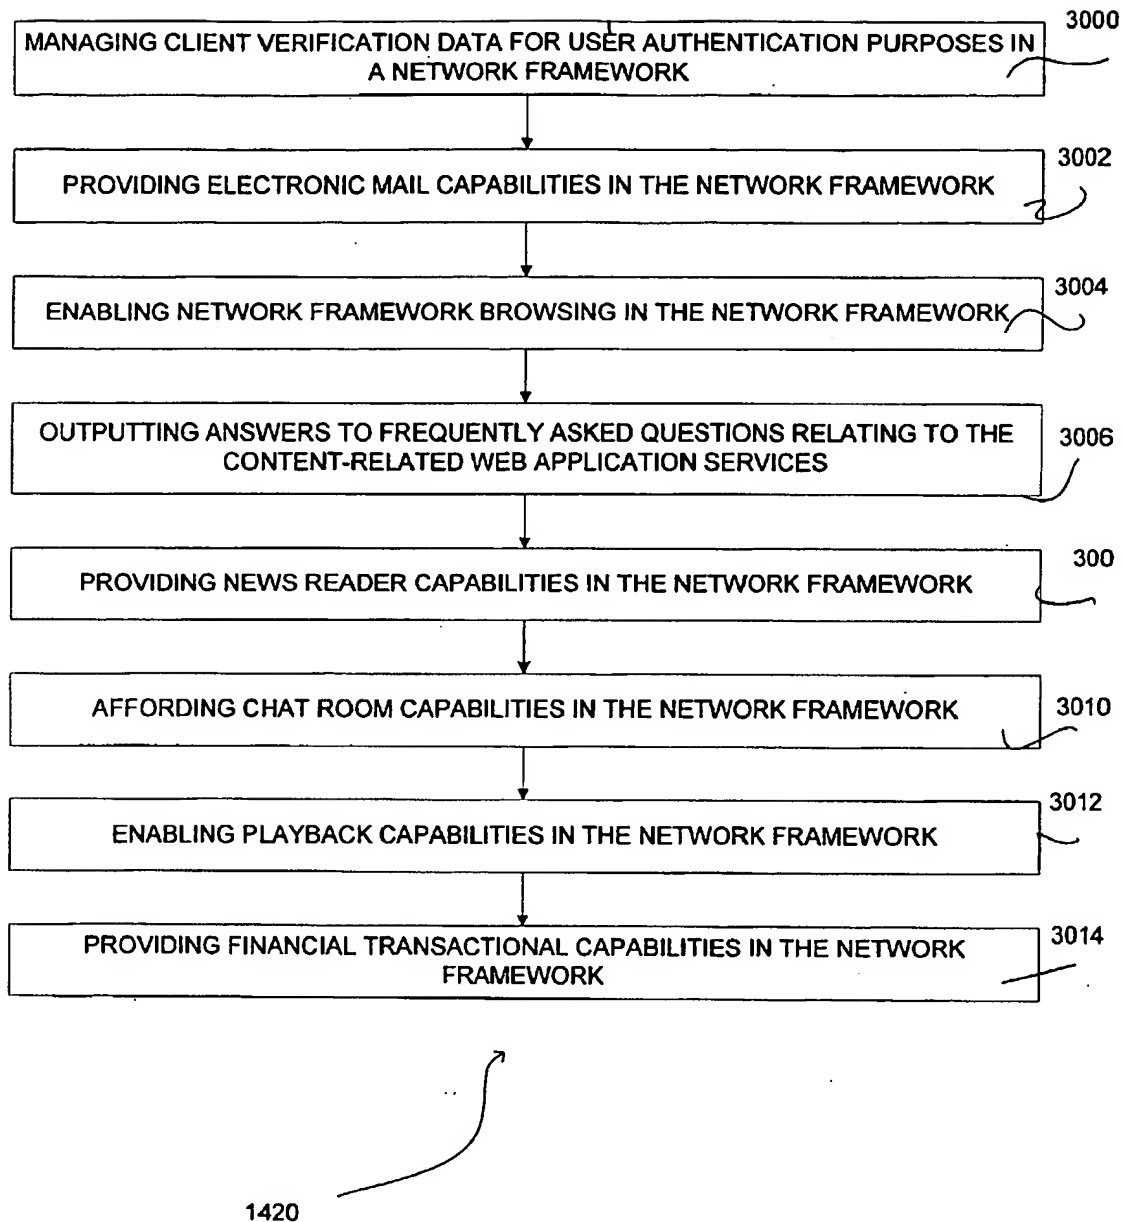 3000
MANAGING CLIENT VERIFICATION DATA FOR USER AUTHENTICATION PURPOSES IN
A NETWORK FRAMEWORK
3002
PROVIDING ELECTRONIC MAIL CAPABILITIES IN THE NETWORK FRAMEWORK
3004
ENABLING NETWORK FRAMEWORK BROWSING IN THE NETWORK FRAMEWORK
OUTPUTTING ANSWERS TO FREQUENTLY ASKED QUESTIONS RELATING TO THE
3006
CONTENT-RELATED WEB APPLICATION SERVICES
300
PROVIDING NEWS READER CAPABILITIES IN THE NETWORK FRAMEWORK
3010
AFFORDING CHAT ROOM CAPABILITIES IN THE NETWORK FRAMEWORK
3012
ENABLING PLAYBACK CAPABILITIES IN THE NETWORK FRAMEWORK
3014
PROVIDING FINANCIAL TRANSACTIONAL CAPABILITIES IN THE NETWORK
FRAMEWORK
1420